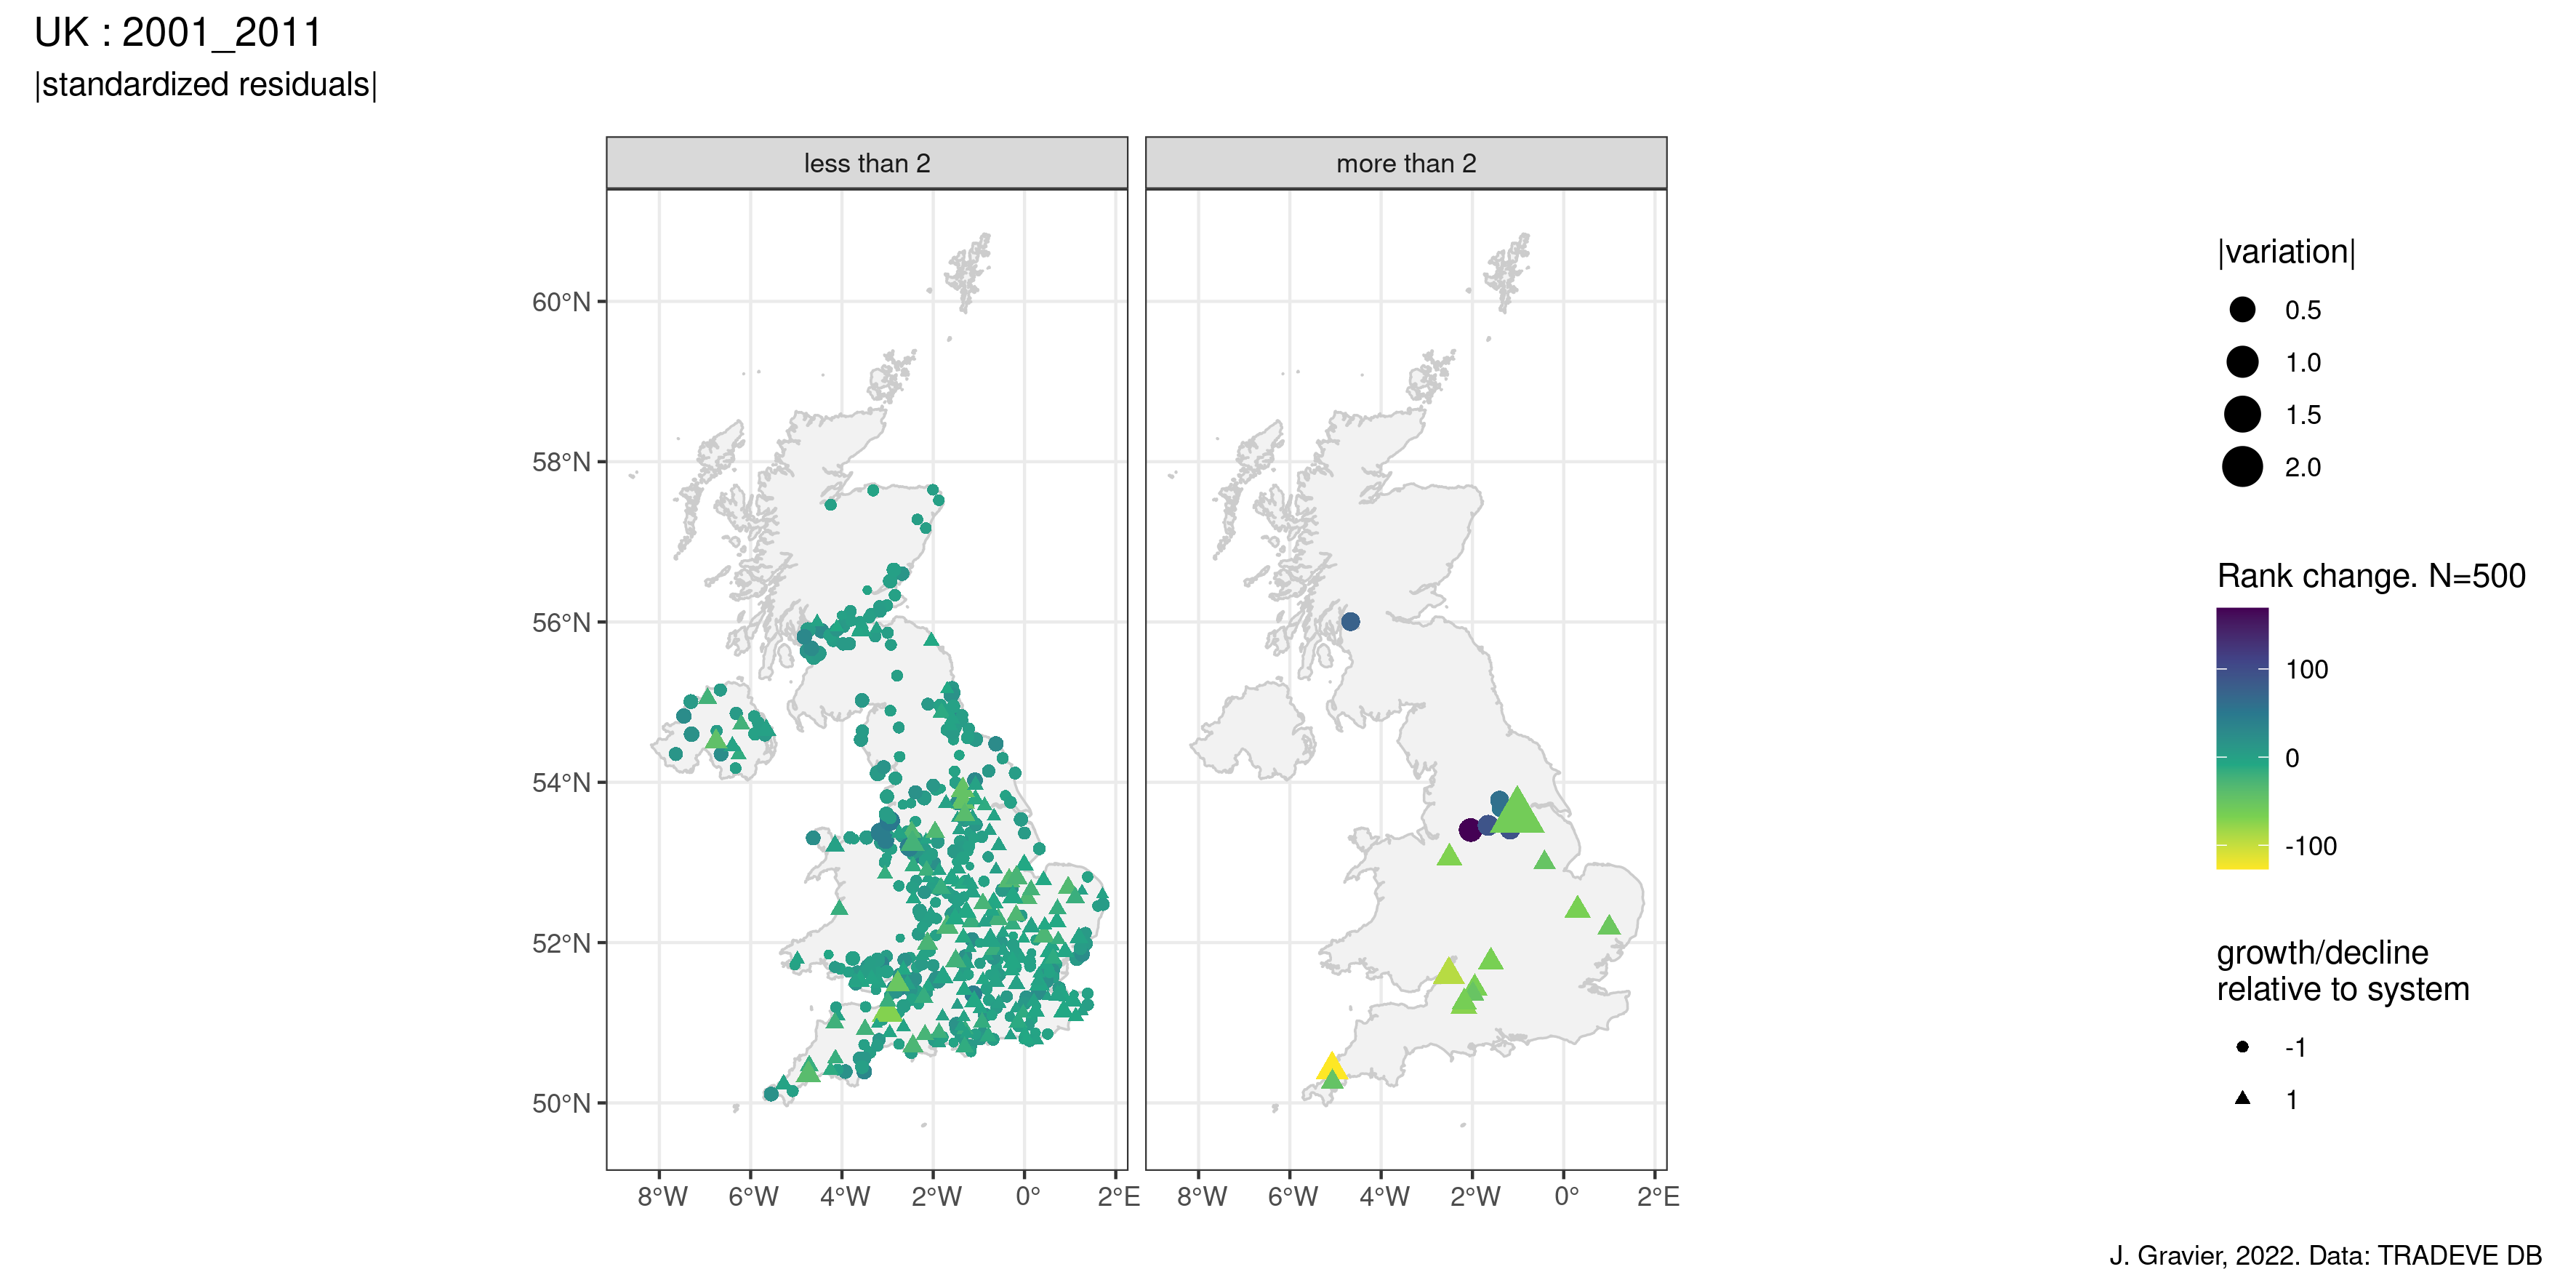 UK : 2001_2011
|standardized residuals|
less than 2
more than 2
60°N
58°N
56°N
54°N
52°N
50°N
8°W 6°W 4°W 2°W 0° 2°E
8°W 6°W 4°W 2°W 0° 2°E
|variation|
0.5
1.0
1.5
2.0
Rank change. N=500
100
0
-100
growth/decline
relative to system
-1
1
J. Gravier, 2022. Data: TRADEVE DB